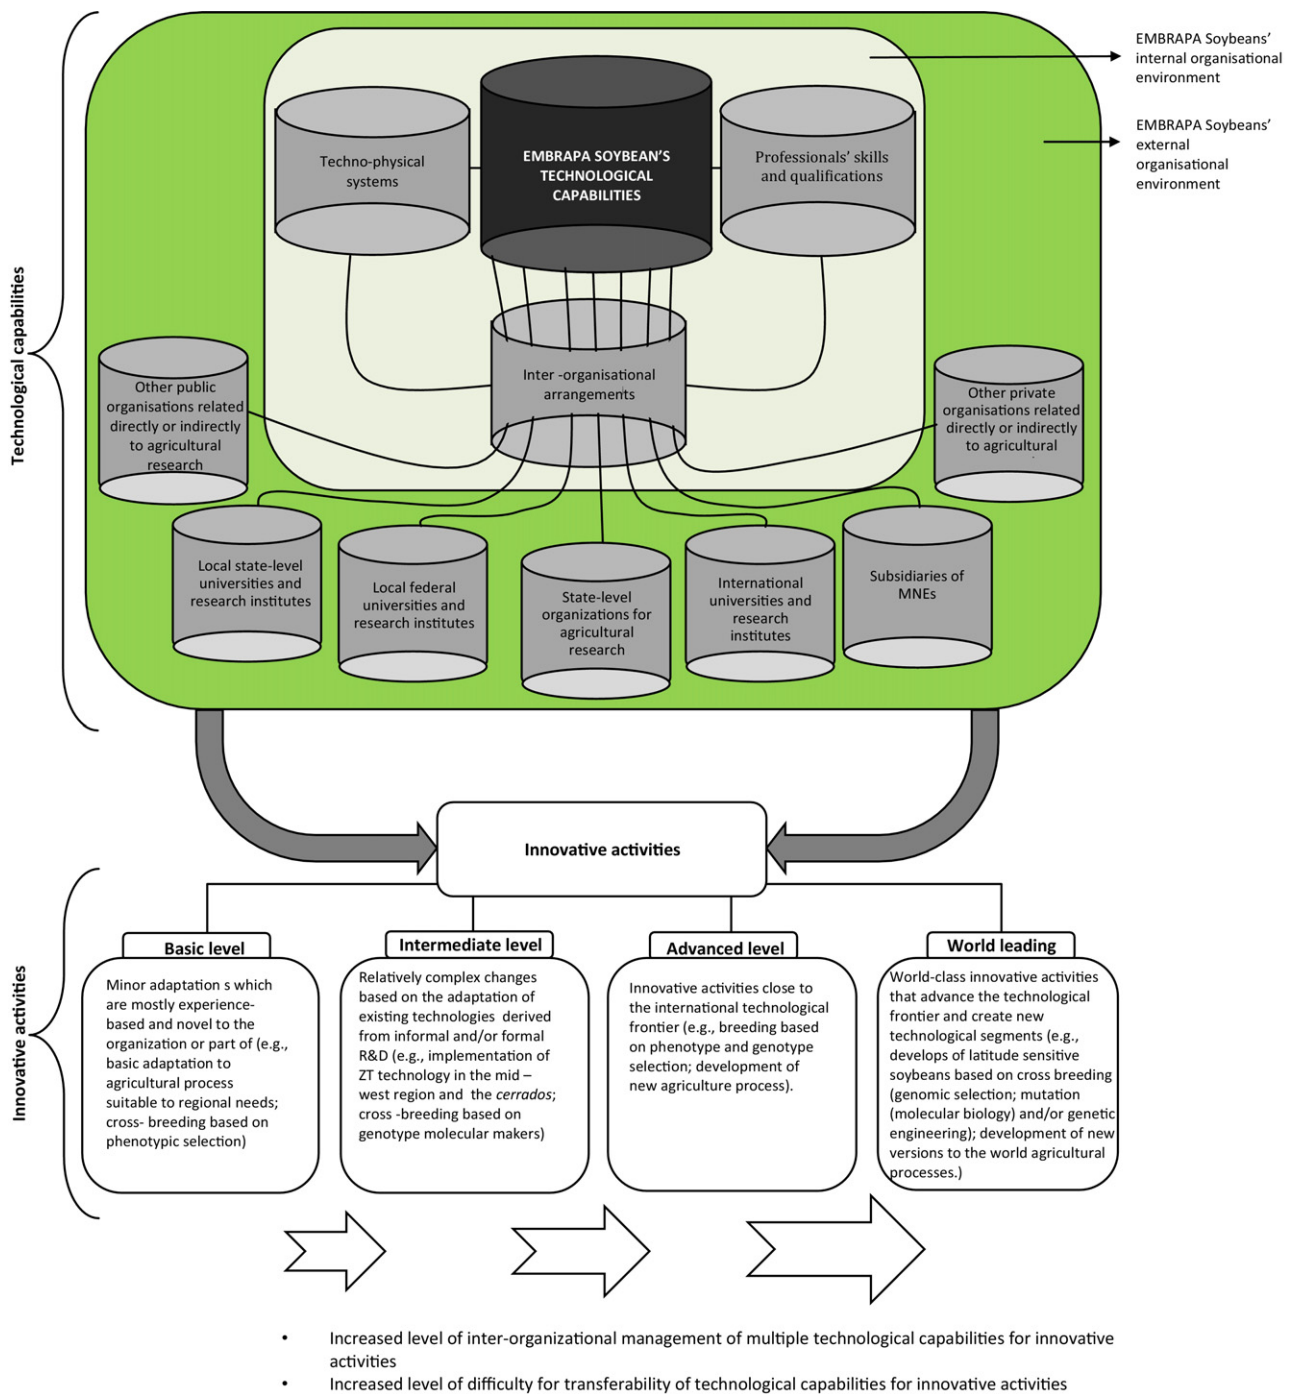 EMBRAPA Soybeans'
internal organisational
environment
EMBRAPA Soybeans'
external
organisational
environment
Technological capabilities
Techno-physical
systems
EMBRAPA SOYBEAN'S
TECHNOLOGICAL
CAPABILITIES
Professionals' skills
and qualifications
Inter -organisational
arrangements
Other public
organisations related
directly or indirectly
to agricultural
research
Other private
organisations related
directly or indirectly
to agricultural
Local state-level
universities and
research institutes
Local federal
universities and
research institutes
State-level
organizations for
agricultural
research
International
universities and
research
institutes
Subsidiaries of
MNEs
Innovative activities
Innovative activities
Basic level
Minor adaptation s which
are mostly experience-
based and novel to the
organization or part of (e.g.,
basic adaptation to
agricultural process
suitable to regional needs;
cross- breeding based on
phenotypic selection)
Intermediate level
Relatively complex changes
based on the adaptation of
existing technologies derived
from informal and/or formal
R&D (e.g., implementation of
ZT technology in the mid –
west region and the cerrados;
cross -breeding based on
genotype molecular makers)
Advanced level
Innovative activities close to
the international technological
frontier (e.g., breeding based
on phenotype and genotype
selection; development of
new agriculture process).
World leading
World-class innovative activities
that advance the technological
frontier and create new
technological segments (e.g.,
develops of latitude sensitive
soybeans based on cross breeding
(genomic selection; mutation
(molecular biology) and/or genetic
engineering); development of new
versions to the world agricultural
processes.)
• Increased level of inter-organizational management of multiple technological capabilities for innovative
activities
• Increased level of difficulty for transferability of technological capabilities for innovative activities